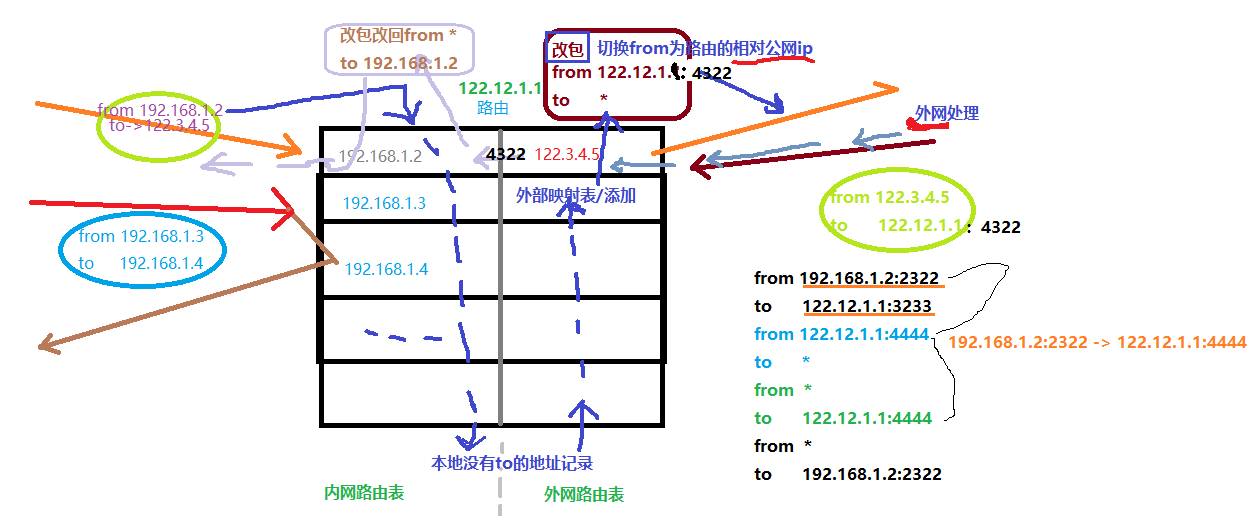 改包改回from *
to 192.168.1.2
改包 切换from为路由的相对公网ip
from 122.12.1.1: 4322
to *
122.12.1.1
路由
from 192.168.1.2
to->122.3.4.5
外网处理
192.168.1.2
4322 122.3.4.5
192.168.1.3
外部映射表/添加
from 122.3.4.5
to 122.12.1.1: 4322
from 192.168.1.3
to 192.168.1.4
192.168.1.4
from 192.168.1.2:2322
to 122.12.1.1:3233
from 122.12.1.1:4444
192.168.1.2:2322 -> 122.12.1.1:4444
to *
from *
to 122.12.1.1:4444
from *
to 192.168.1.2:2322
本地没有to的地址记录
内网路由表
外网路由表